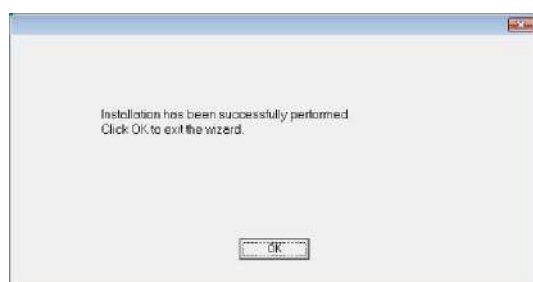 Installation has been successfully performed.
Click OK to exit the wizard.
OK